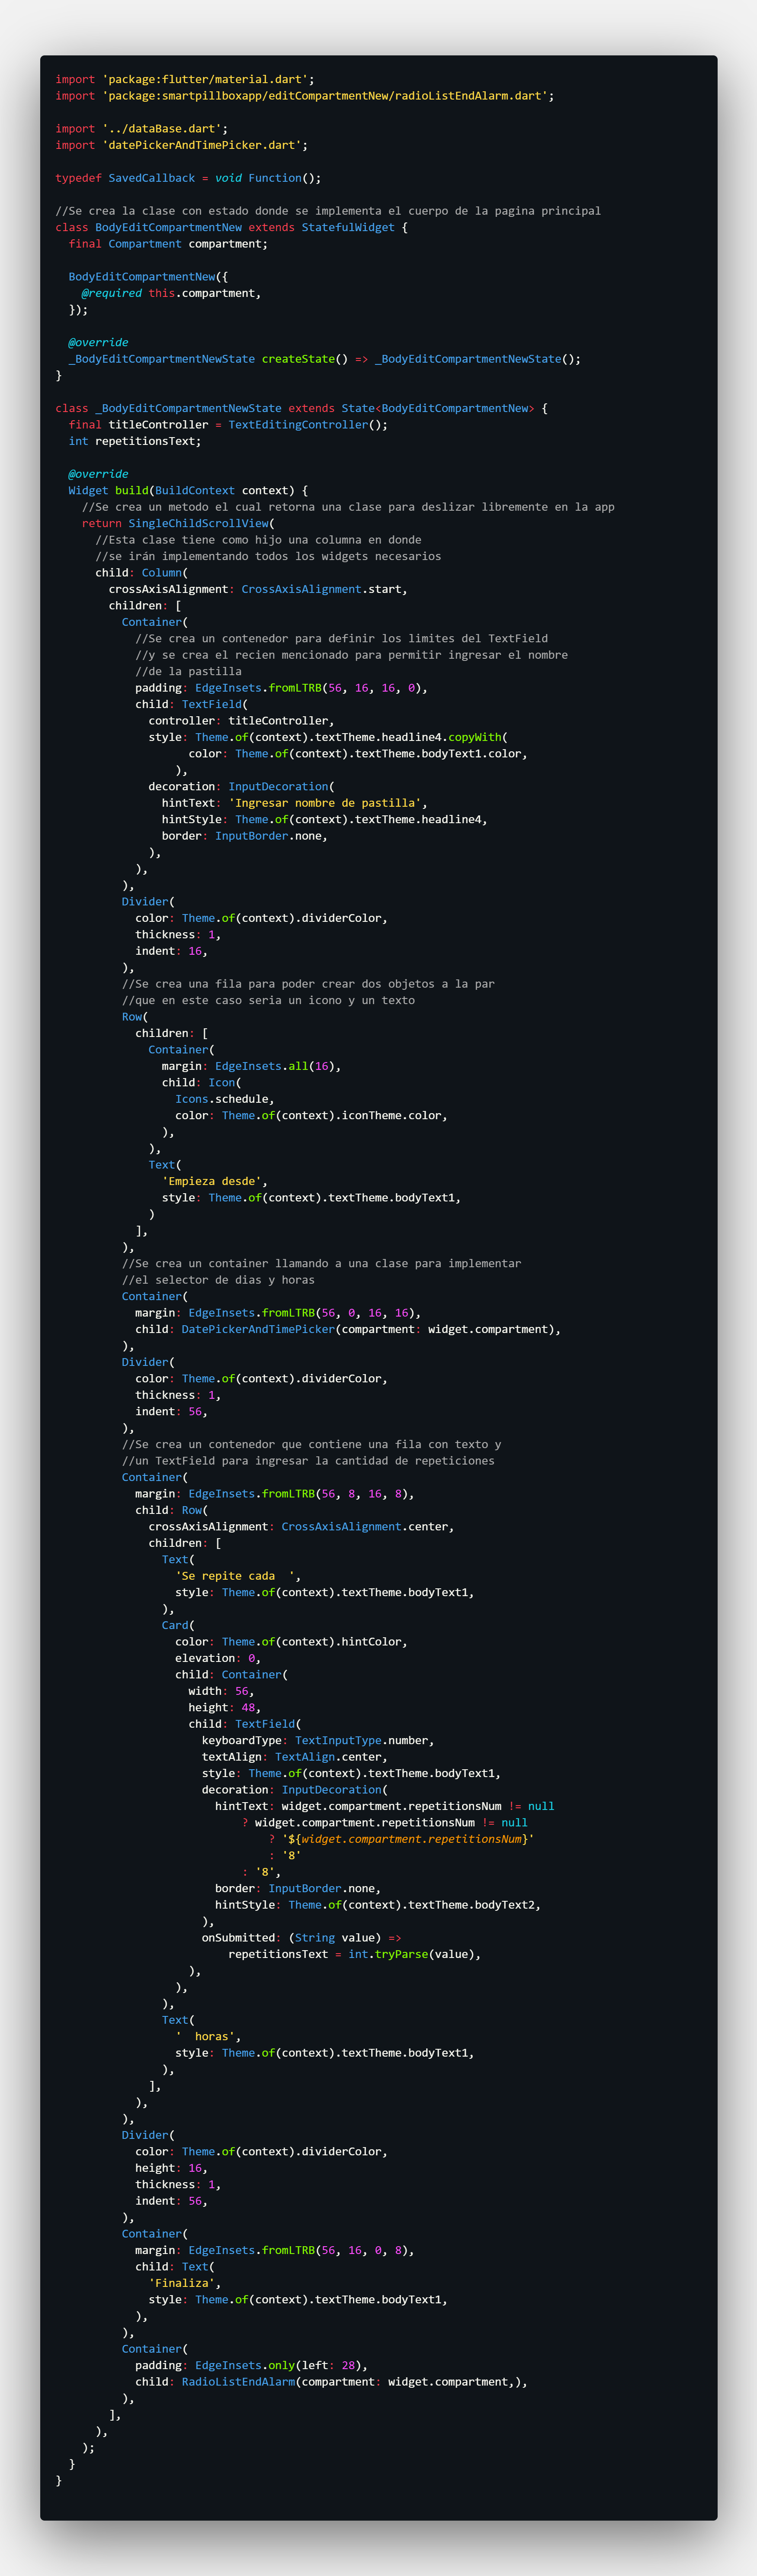 import 'package:flutter/material.dart';
import 'package:smartpillboxapp/editCompartmentNew/radioListEndAlarm.dart';

import '../dataBase.dart';
import 'datePickerAndTimePicker.dart';

typedef SavedCallback = void Function();

//Se crea la clase con estado donde se implementa el cuerpo de la pagina principal
class BodyEditCompartmentNew extends StatefulWidget {
  final Compartment compartment;

  BodyEditCompartmentNew({
    @required this.compartment,
  });

  @override
  _BodyEditCompartmentNewState createState() => _BodyEditCompartmentNewState();
}

class _BodyEditCompartmentNewState extends State<BodyEditCompartmentNew> {
  final titleController = TextEditingController();
  int repetitionsText;

  @override
  Widget build(BuildContext context) {
    //Se crea un metodo el cual retorna una clase para deslizar libremente en la app
    return SingleChildScrollView(
      //Esta clase tiene como hijo una columna en donde
      //se irán implementando todos los widgets necesarios
      child: Column(
        crossAxisAlignment: CrossAxisAlignment.start,
        children: [
          Container(
            //Se crea un contenedor para definir los limites del TextField
            //y se crea el recien mencionado para permitir ingresar el nombre
            //de la pastilla
            padding: EdgeInsets.fromLTRB(56, 16, 16, 0),
            child: TextField(
              controller: titleController,
              style: Theme.of(context).textTheme.headline4.copyWith(
                    color: Theme.of(context).textTheme.bodyText1.color,
                  ),
              decoration: InputDecoration(
                hintText: 'Ingresar nombre de pastilla',
                hintStyle: Theme.of(context).textTheme.headline4,
                border: InputBorder.none,
              ),
            ),
          ),
          Divider(
            color: Theme.of(context).dividerColor,
            thickness: 1,
            indent: 16,
          ),
          //Se crea una fila para poder crear dos objetos a la par
          //que en este caso seria un icono y un texto
          Row(
            children: [
              Container(
                margin: EdgeInsets.all(16),
                child: Icon(
                  Icons.schedule,
                  color: Theme.of(context).iconTheme.color,
                ),
              ),
              Text(
                'Empieza desde',
                style: Theme.of(context).textTheme.bodyText1,
              )
            ],
          ),
          //Se crea un container llamando a una clase para implementar
          //el selector de dias y horas
          Container(
            margin: EdgeInsets.fromLTRB(56, 0, 16, 16),
            child: DatePickerAndTimePicker(compartment: widget.compartment),
          ),
          Divider(
            color: Theme.of(context).dividerColor,
            thickness: 1,
            indent: 56,
          ),
          //Se crea un contenedor que contiene una fila con texto y
          //un TextField para ingresar la cantidad de repeticiones
          Container(
            margin: EdgeInsets.fromLTRB(56, 8, 16, 8),
            child: Row(
              crossAxisAlignment: CrossAxisAlignment.center,
              children: [
                Text(
                  'Se repite cada  ',
                  style: Theme.of(context).textTheme.bodyText1,
                ),
                Card(
                  color: Theme.of(context).hintColor,
                  elevation: 0,
                  child: Container(
                    width: 56,
                    height: 48,
                    child: TextField(
                      keyboardType: TextInputType.number,
                      textAlign: TextAlign.center,
                      style: Theme.of(context).textTheme.bodyText1,
                      decoration: InputDecoration(
                        hintText: widget.compartment.repetitionsNum != null
                            ? widget.compartment.repetitionsNum != null
                                ? '${widget.compartment.repetitionsNum}'
                                : '8'
                            : '8',
                        border: InputBorder.none,
                        hintStyle: Theme.of(context).textTheme.bodyText2,
                      ),
                      onSubmitted: (String value) =>
                          repetitionsText = int.tryParse(value),
                    ),
                  ),
                ),
                Text(
                  '  horas',
                  style: Theme.of(context).textTheme.bodyText1,
                ),
              ],
            ),
          ),
          Divider(
            color: Theme.of(context).dividerColor,
            height: 16,
            thickness: 1,
            indent: 56,
          ),
          Container(
            margin: EdgeInsets.fromLTRB(56, 16, 0, 8),
            child: Text(
              'Finaliza',
              style: Theme.of(context).textTheme.bodyText1,
            ),
          ),
          Container(
            padding: EdgeInsets.only(left: 28),
            child: RadioListEndAlarm(compartment: widget.compartment,),
          ),
        ],
      ),
    );
  }
}